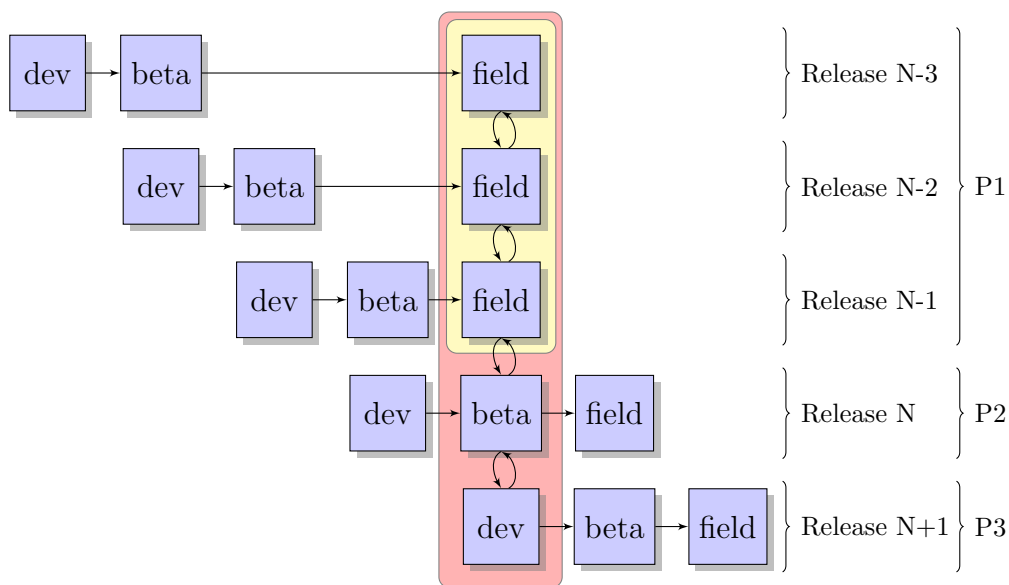 dev beta field Release N-3
dev beta field Release N-2 P1
dev beta field Release N-1
dev beta field Release N P2
dev beta field Release N+1 P3